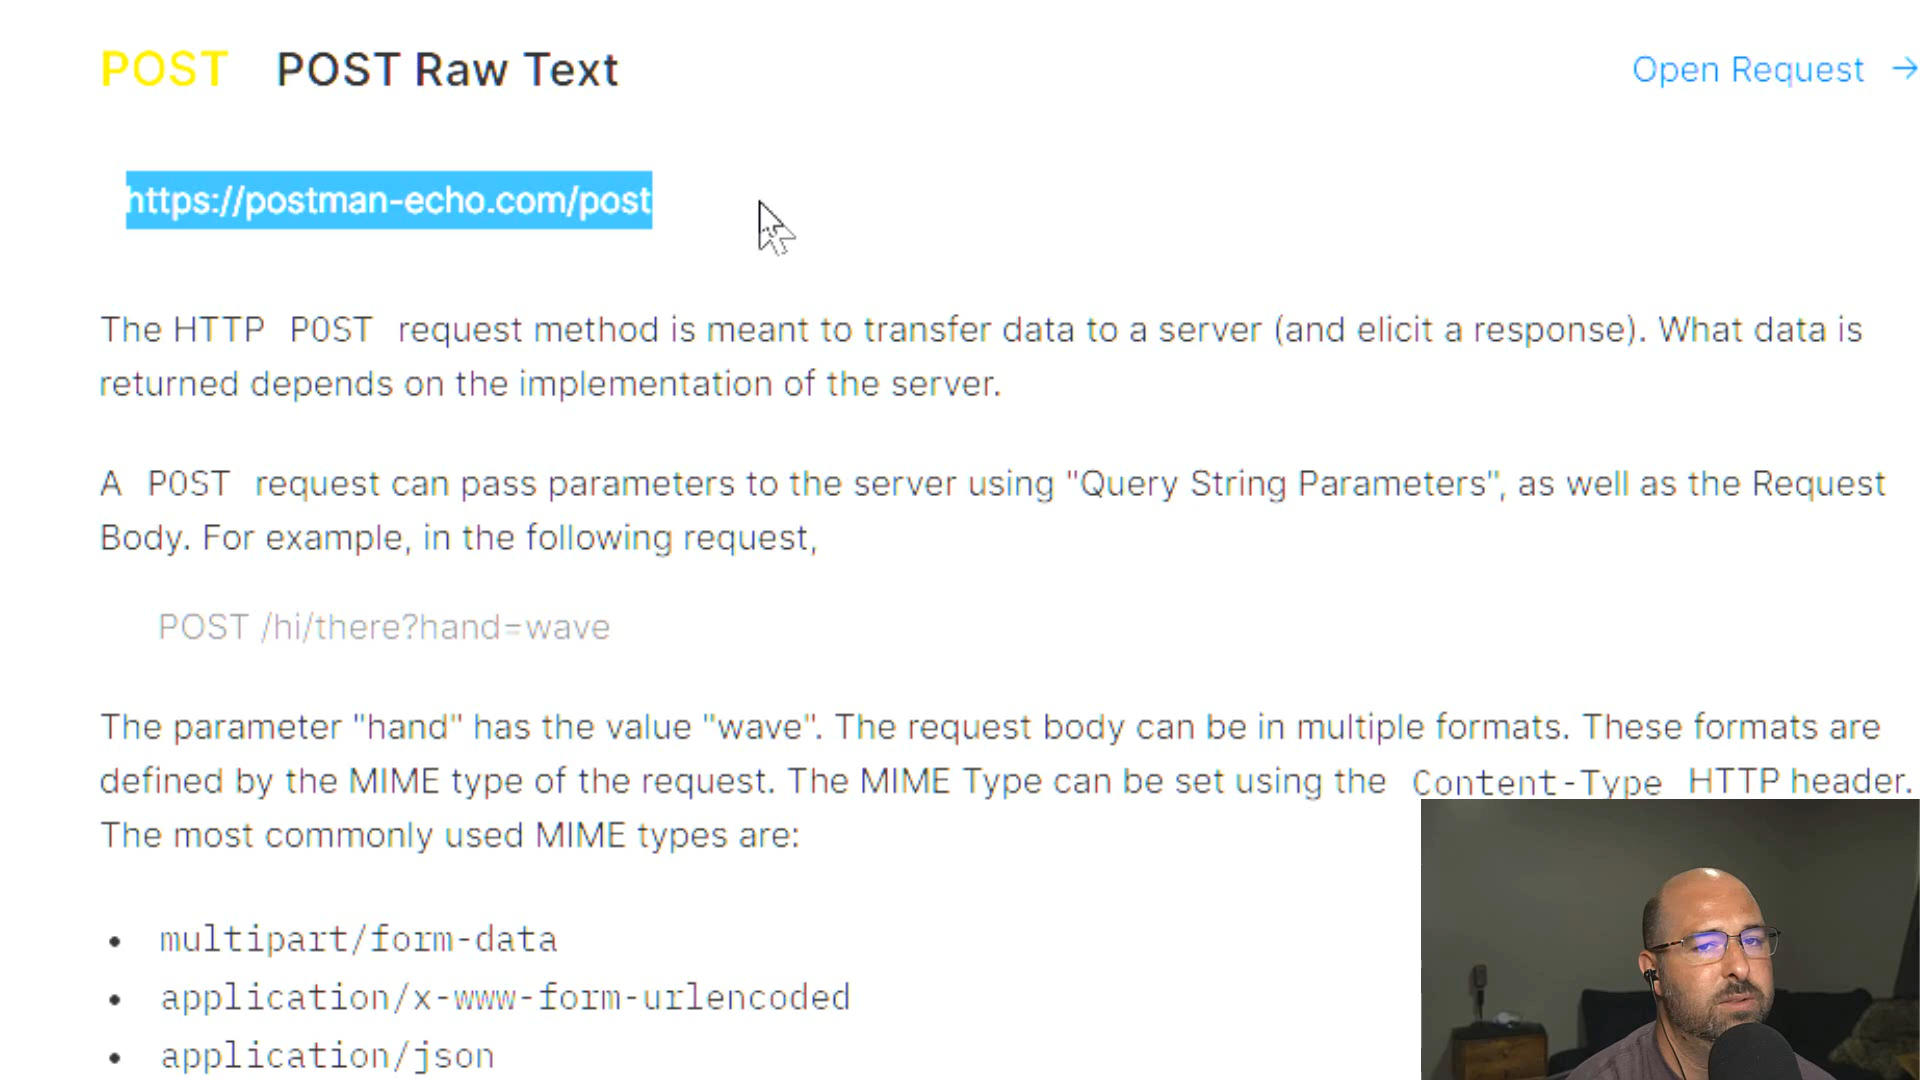 POST POST Raw Text Open Request →
https://postman-echo.com/post
The HTTP POST request method is meant to transfer data to a server (and elicit a response). What data is
returned depends on the implementation of the server.
A POST request can pass parameters to the server using "Query String Parameters", as well as the Request
Body. For example, in the following request,
POST /hi/there?hand=wave
The parameter "hand" has the value "wave". The request body can be in multiple formats. These formats are
defined by the MIME type of the request. The MIME Type can be set using the Content-Type HTTP header.
The most commonly used MIME types are:
• multipart/form-data
• application/x-www-form-urlencoded
• application/json